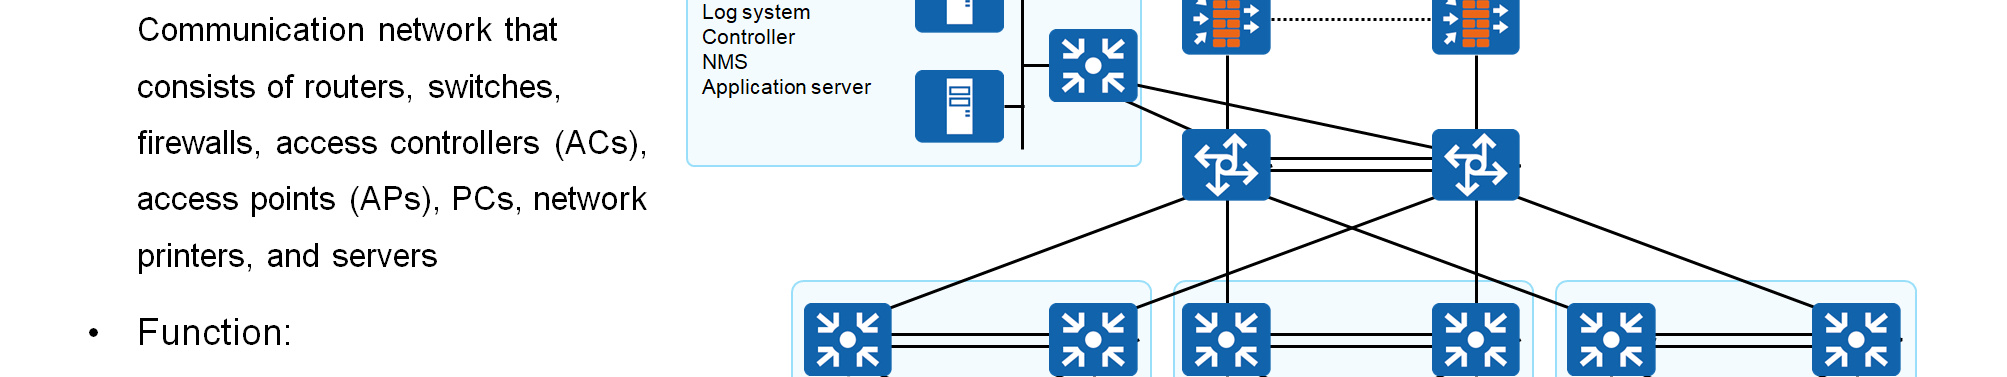 Communication network that
consists of routers, switches,
firewalls, access controllers (ACs),
access points (APs), PCs, network
printers, and servers
• Function:
Log system
Controller
NMS
Application server